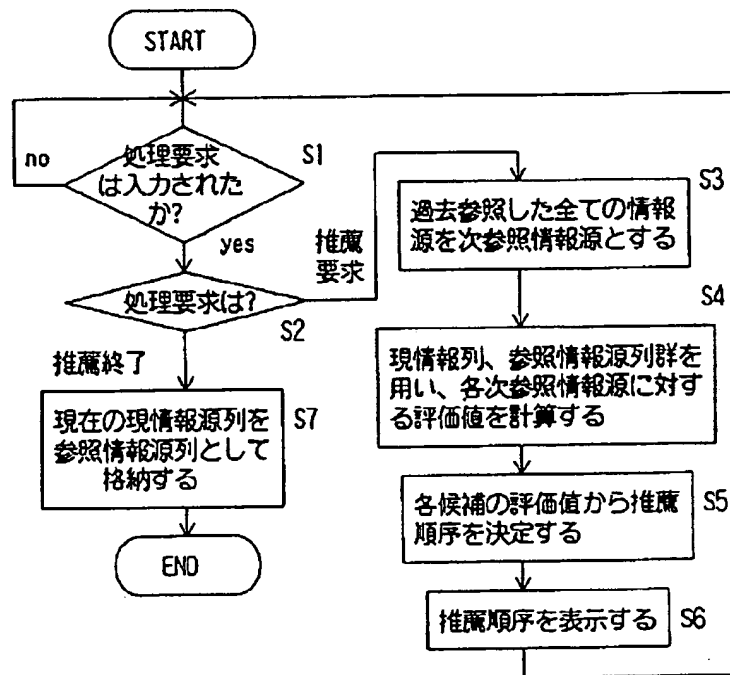 START
処理要求
は入力された
か?
S1
no
yes
処理要求は?
S2
推薦
要求
推薦終了
現在の現情報源列を
参照情報源列として
格納する
S7
END
過去参照した全ての情報
源を次参照情報源とする
S3
現情報列、参照情報源列群を
用い、各次参照情報源に対す
る評価値を計算する
S4
各候補の評価値から推薦
順序を決定する
S5
推薦順序を表示する
S6